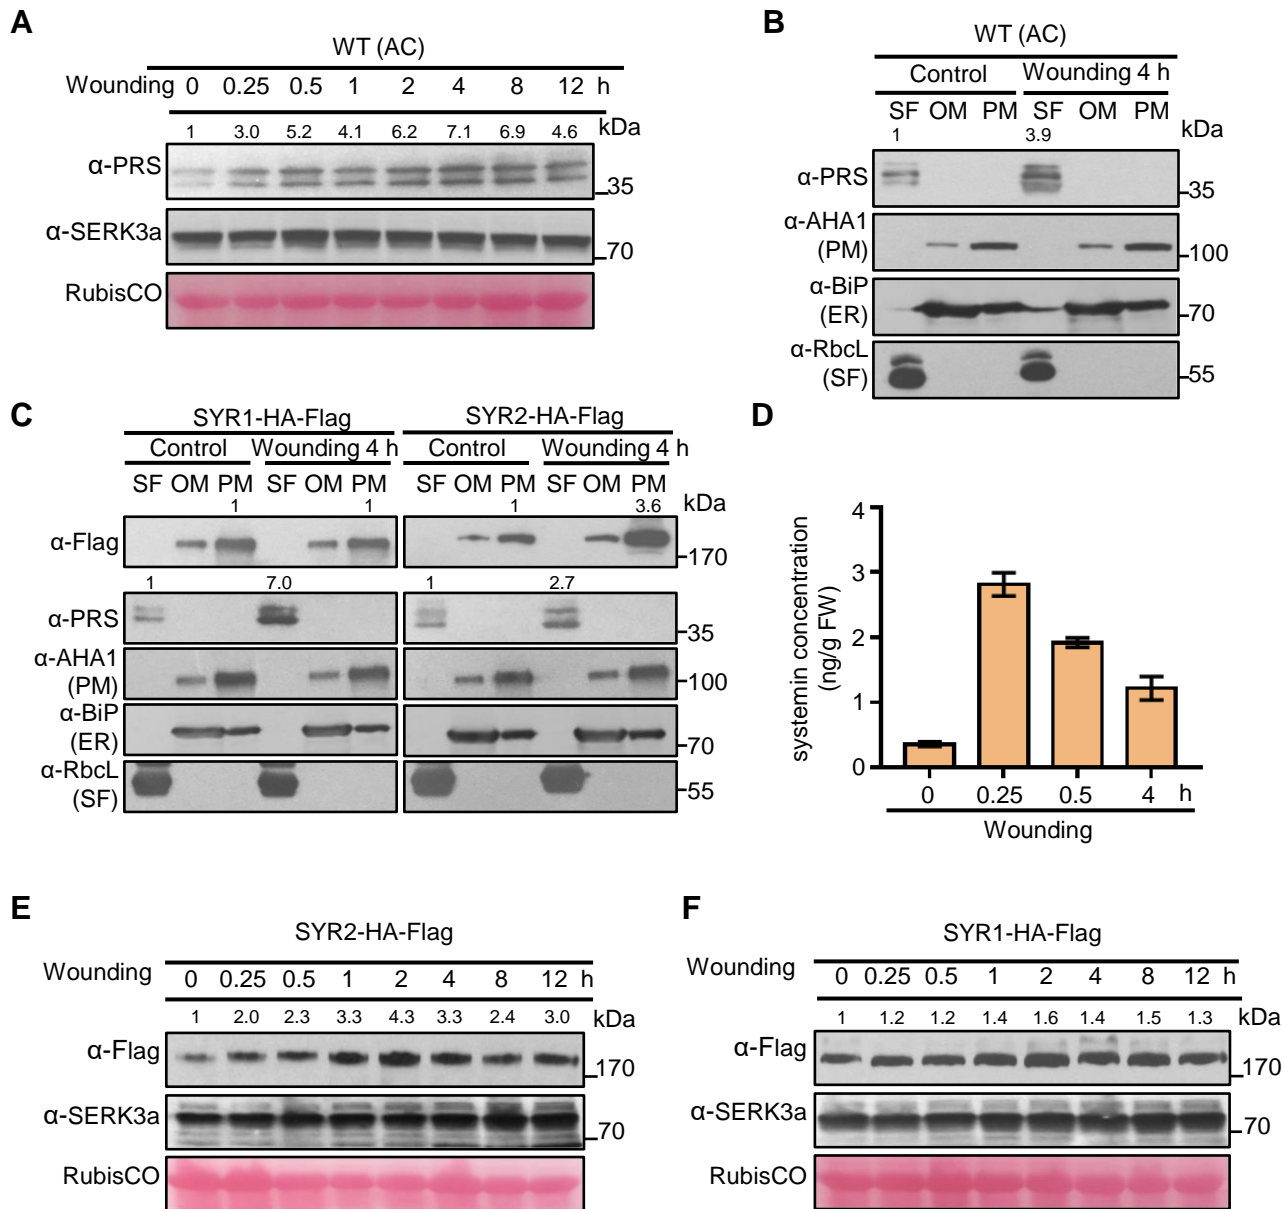 A
WT (AC)
Wounding 0 0.25 0.5 1 2 4 8 12 h
1 3.0 5.2 4.1 6.2 7.1 6.9 4.6 kDa
α-PRS
35
α-SERK3a
70
RubisCO
B
WT (AC)
Control Wounding 4 h
SF OM PM SF OM PM
1 3.9 kDa
α-PRS
35
α-AHA1
(PM)
100
α-BiP
(ER)
70
α-RbcL
(SF)
55
C
SYR1-HA-Flag SYR2-HA-Flag
Control Wounding 4 h Control Wounding 4 h
SF OM PM SF OM PM SF OM PM SF OM PM
1 1 1 3.6 kDa
α-Flag
170
1 7.0 1 2.7
α-PRS
35
α-AHA1
(PM)
100
α-BiP
(ER)
70
α-RbcL
(SF)
55
D
systemin concentration
(ng/g FW)
4
3
2
1
0
0 0.25 0.5 4 h
Wounding
E
SYR2-HA-Flag
Wounding 0 0.25 0.5 1 2 4 8 12 h
1 2.0 2.3 3.3 4.3 3.3 2.4 3.0 kDa
α-Flag
170
α-SERK3a
70
RubisCO
F
SYR1-HA-Flag
Wounding 0 0.25 0.5 1 2 4 8 12 h
1 1.2 1.2 1.4 1.6 1.4 1.5 1.3 kDa
α-Flag
170
α-SERK3a
70
RubisCO